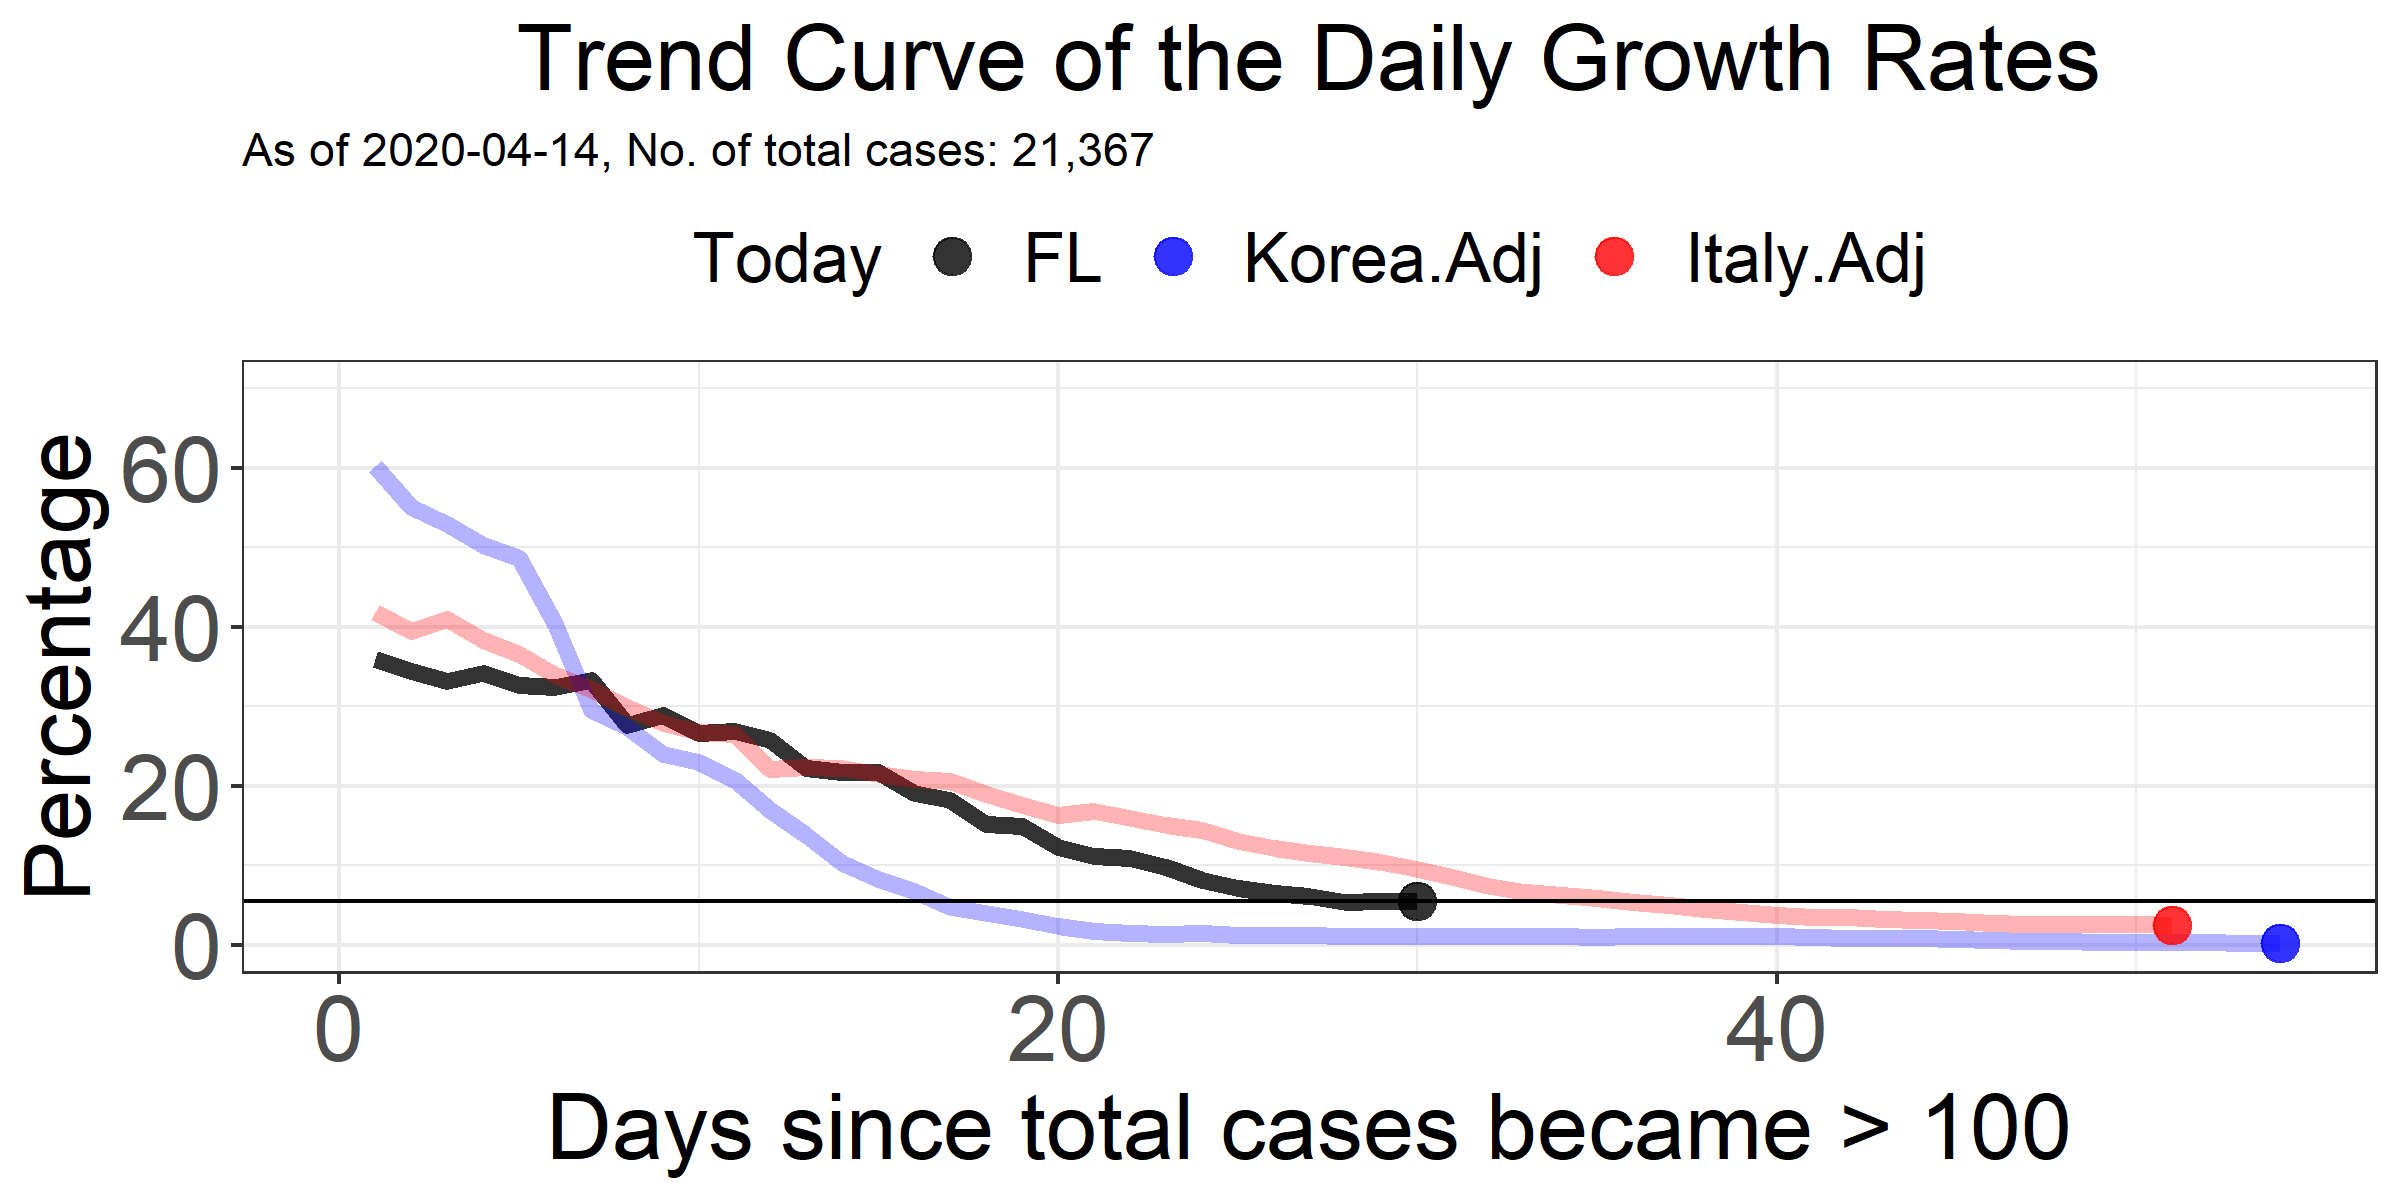 Trend Curve of the Daily Growth Rates
As of 2020-04-14, No. of total cases: 21,367
Today FL Korea.Adj Italy.Adj
Percentage
60
40
20
0
0 20 40
Days since total cases became > 100